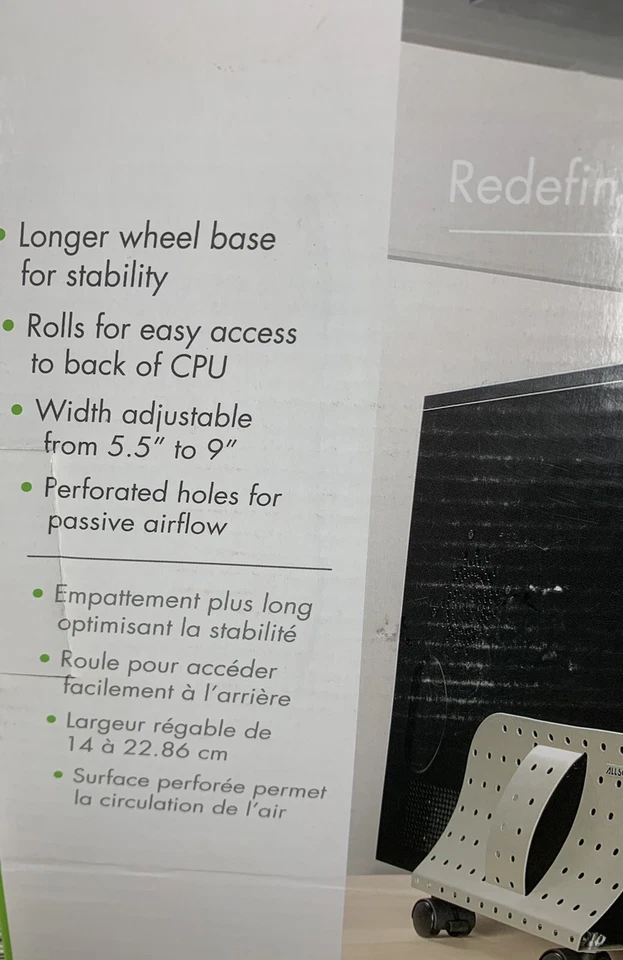 Redefin
• Longer wheel base
for stability
• Rolls for easy access
to back of CPU
• Width adjustable
from 5.5” to 9”
• Perforated holes for
passive airflow
• Empattement plus long
optimisant la stabilité
• Roule pour accéder
facilement à l’arrière
• Largeur régable de
14 à 22.86 cm
• Surface perforée permet
la circulation de l’air